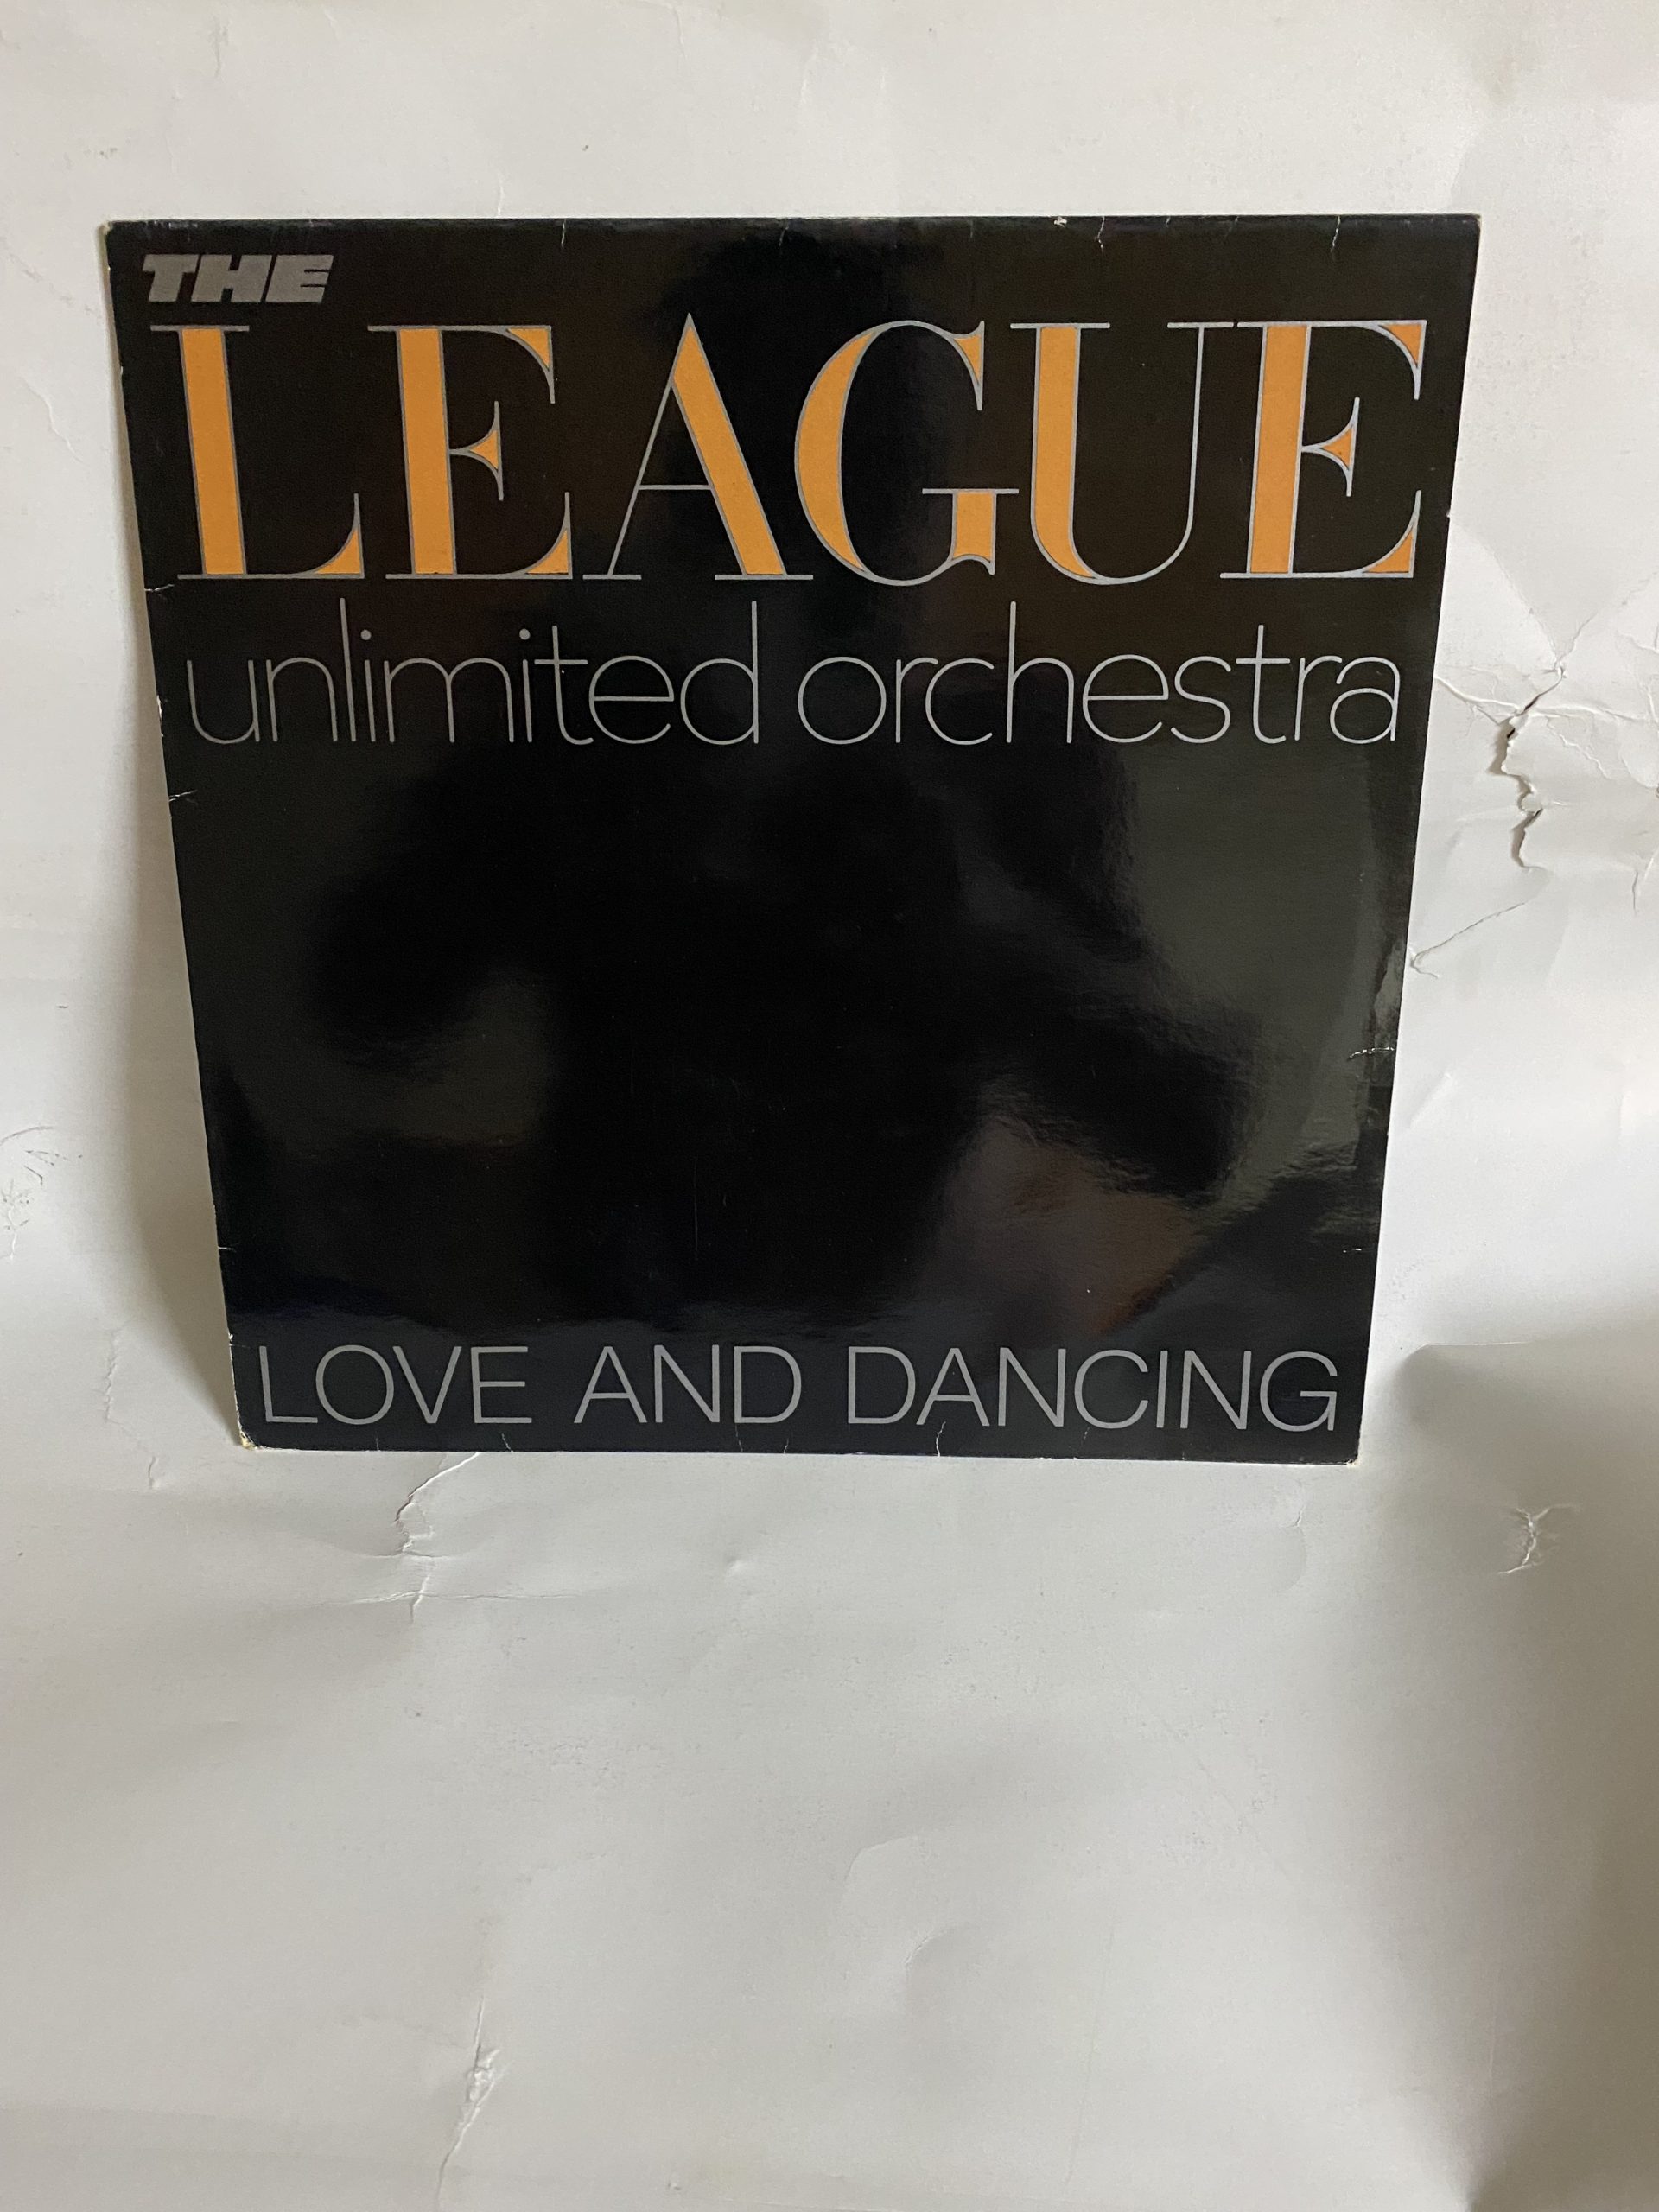 THE
LEAGUE
unlimited orchestra
LOVE AND DANCING